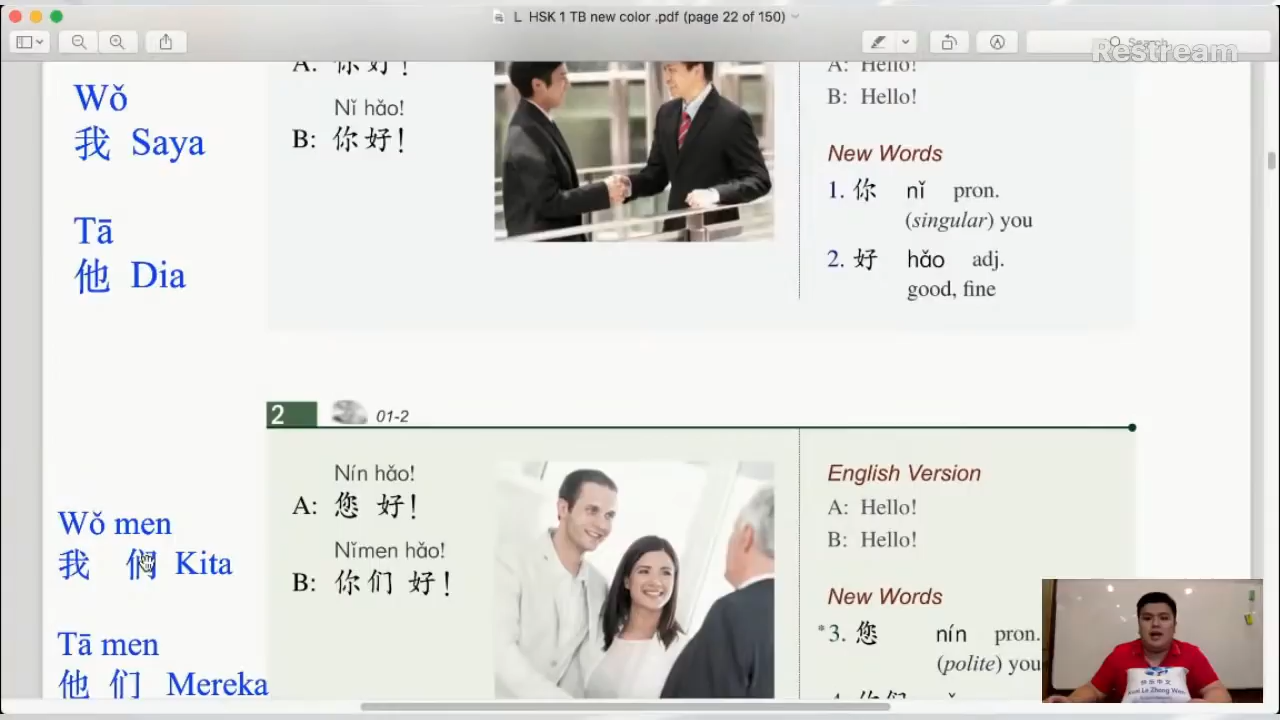 L HSK 1 TB new color .pdf (page 22 of 150)
Search
Restream
Wǒ
我 Saya
Tā
他 Dia
Wǒ men
我 們 Kita
Tā men
他 们 Mereka
A: 你 好！
Nǐ hǎo!
B: 你 好！
A: Hello!
B: Hello!
New Words
1. 你 nǐ pron.
(singular) you
2. 好 hǎo adj.
good, fine
2 01-2
Nín hǎo!
A: 您 好！
Nǐmen hǎo!
B: 你们 好！
English Version
A: Hello!
B: Hello!
New Words
*3. 您 nín pron.
(polite) you